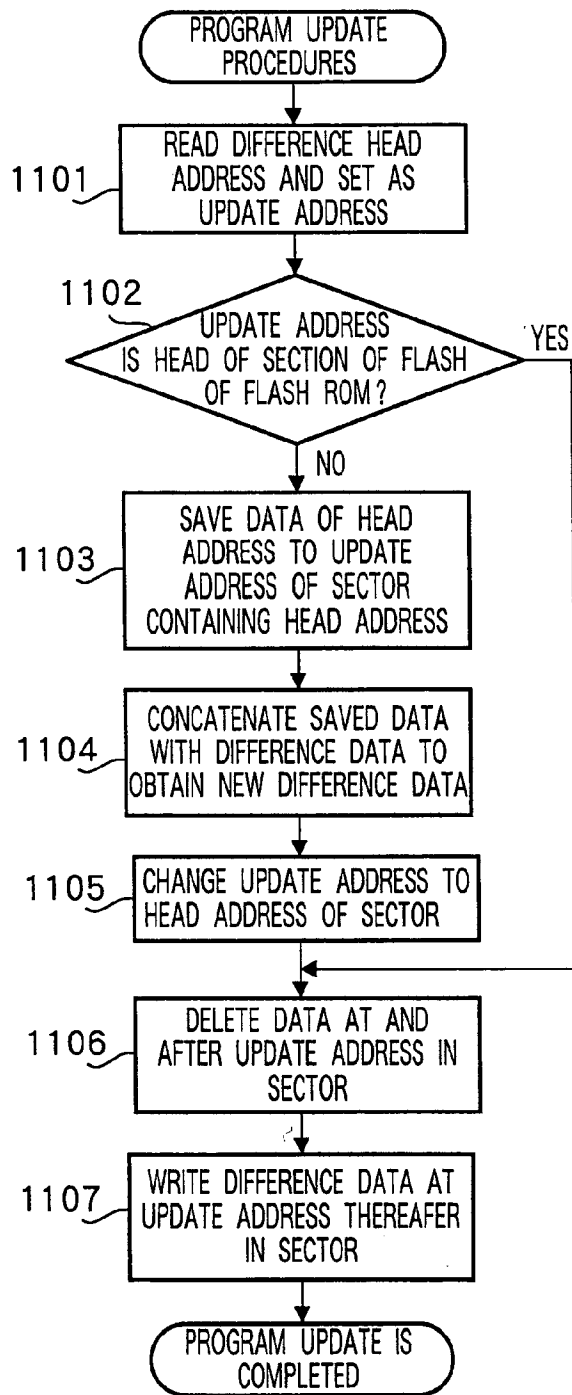 PROGRAM UPDATE
PROCEDURES
1101
READ DIFFERENCE HEAD
ADDRESS AND SET AS
UPDATE ADDRESS
1102
UPDATE ADDRESS
IS HEAD OF SECTION OF FLASH
OF FLASH ROM?
YES
NO
1103
SAVE DATA OF HEAD
ADDRESS TO UPDATE
ADDRESS OF SECTOR
CONTAINING HEAD ADDRESS
1104
CONCATENATE SAVED DATA
WITH DIFFERENCE DATA TO
OBTAIN NEW DIFFERENCE DATA
1105
CHANGE UPDATE ADDRESS TO
HEAD ADDRESS OF SECTOR
1106
DELETE DATA AT AND
AFTER UPDATE ADDRESS IN
SECTOR
1107
WRITE DIFFERENCE DATA AT
UPDATE ADDRESS THEREAFER
IN SECTOR
PROGRAM UPDATE IS
COMPLETED